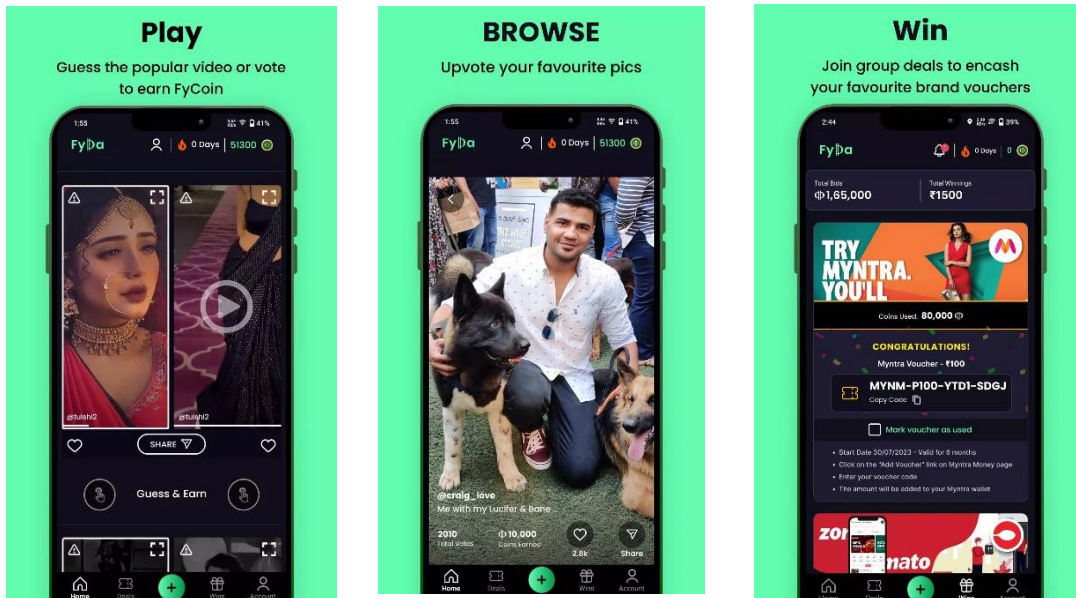 Play
Guess the popular video or vote
to earn FyCoin
1:55
41%
FyDa
0 Days
51300
@tulshi2
@tulshi2
SHARE
Guess & Earn
Home
Deals
Wins
Account
BROWSE
Upvote your favourite pics
1:55
41%
FyDa
0 Days
51300
@craig_love
Me with my Lucifer & Bane
2010
Total Votes
10,000
Coins Earned
2.8k
Share
Home
Deals
Wins
Account
Win
Join group deals to encash
your favourite brand vouchers
2:44
39%
FyDa
0 Days
0
Total Bids
1,65,000
Total Winnings
₹1500
TRY
MYNTRA.
YOU'LL
Coins Used: 80,000
CONGRATULATIONS!
Myntra Voucher - ₹100
MYNM-P100-YTD1-SDGJ
Copy Code
Mark voucher as used
• Start Date 30/07/2023 - Valid for 6 months
• Click on the "Add Voucher" link on Myntra Money page
• Enter your voucher code
• The amount will be added to your Myntra wallet
zor
mato
Home
Deals
Wins
Account